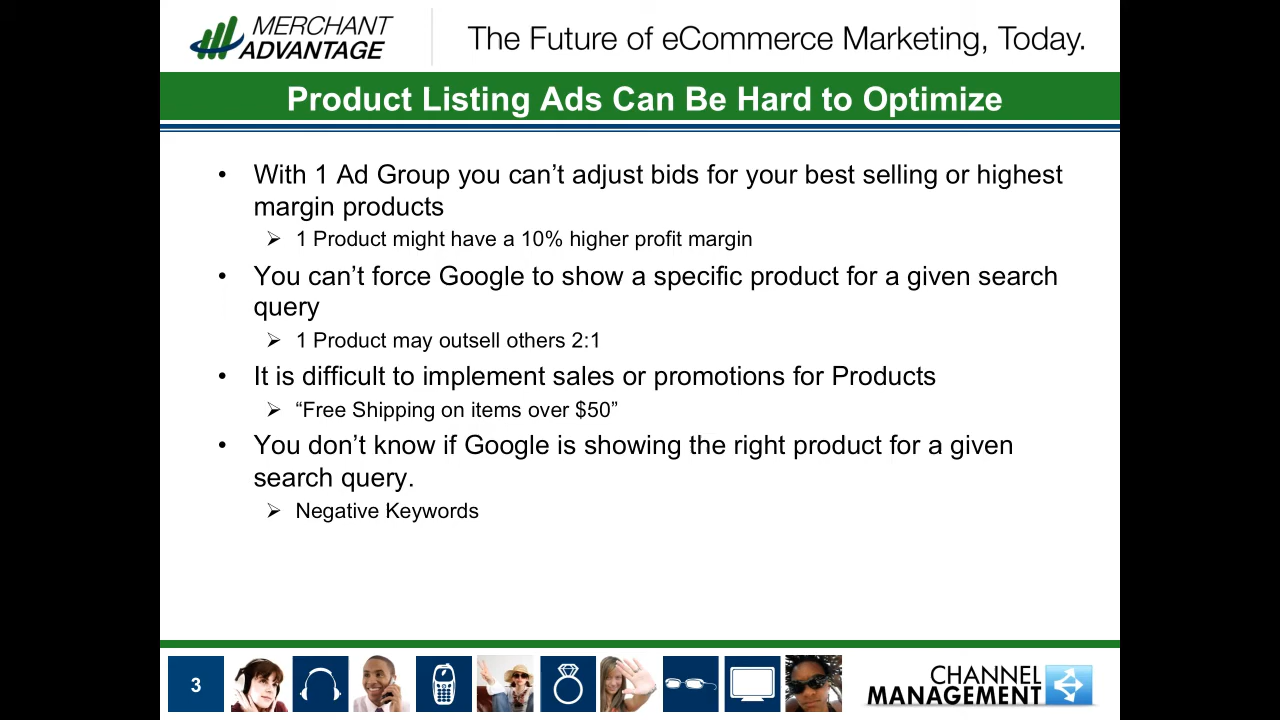 MERCHANT
ADVANTAGE
The Future of eCommerce Marketing, Today.
Product Listing Ads Can Be Hard to Optimize
• With 1 Ad Group you can’t adjust bids for your best selling or highest
margin products
➢ 1 Product might have a 10% higher profit margin
• You can’t force Google to show a specific product for a given search
query
➢ 1 Product may outsell others 2:1
• It is difficult to implement sales or promotions for Products
➢ “Free Shipping on items over $50”
• You don’t know if Google is showing the right product for a given
search query.
➢ Negative Keywords
3
CHANNEL
MANAGEMENT